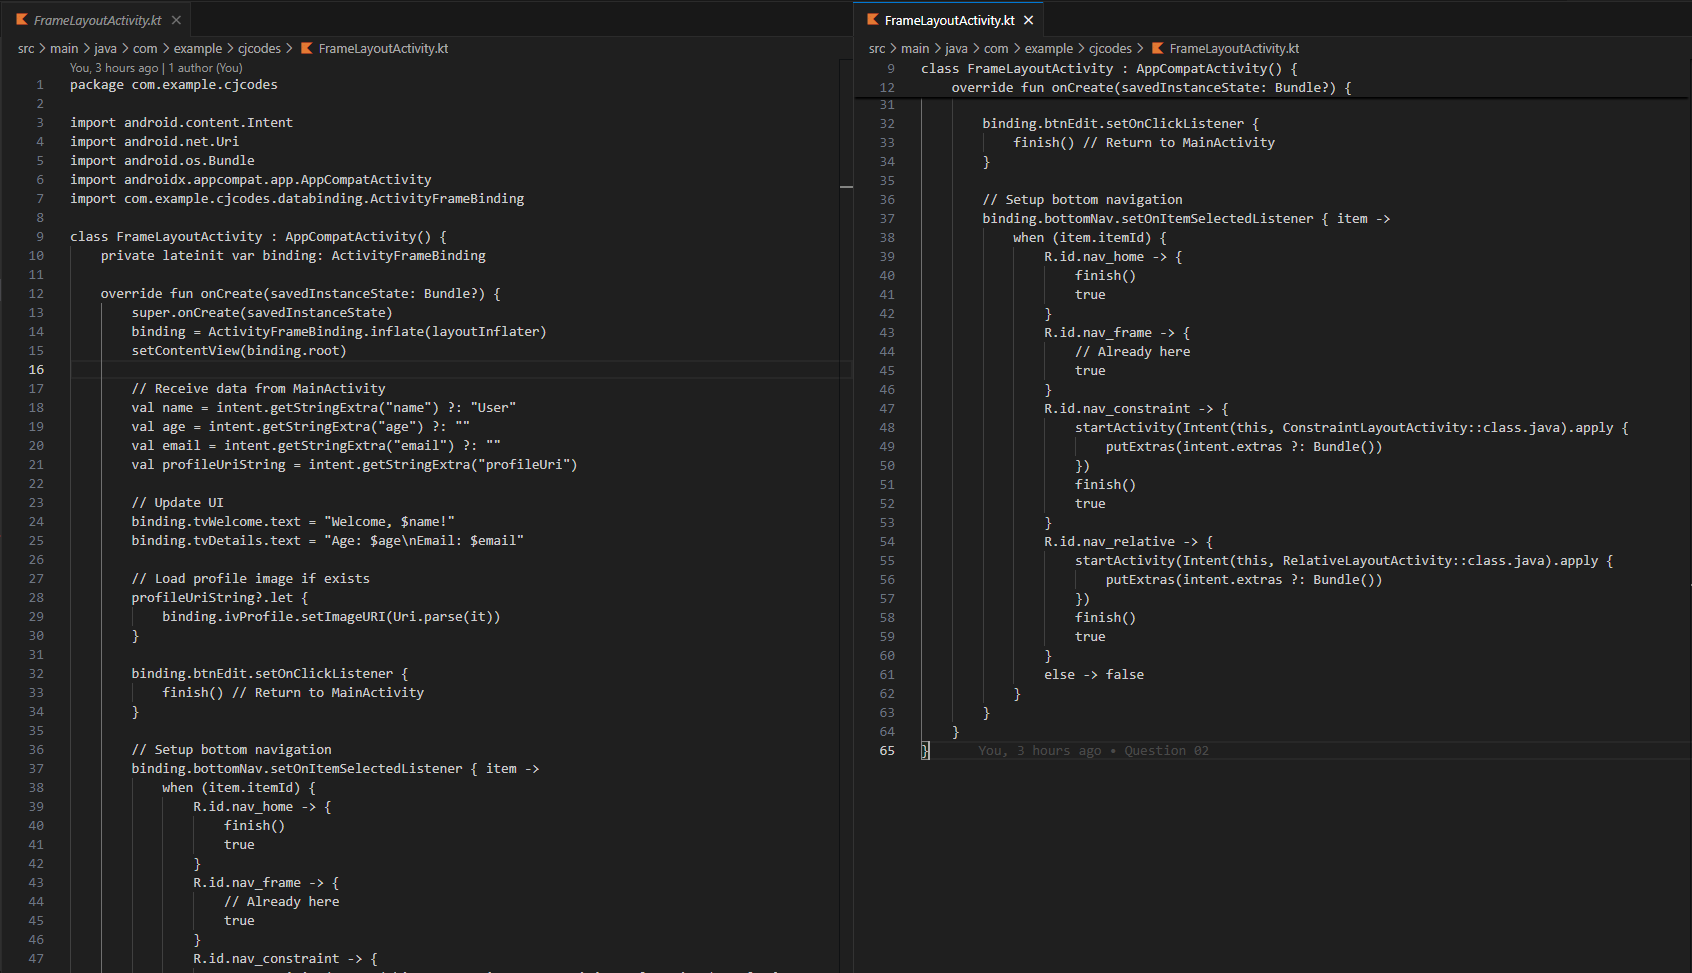 FrameLayoutActivity.kt
src > main > java > com > example > cjcodes > FrameLayoutActivity.kt
You, 3 hours ago | 1 author (You)
1 package com.example.cjcodes
2
3 import android.content.Intent
4 import android.net.Uri
5 import android.os.Bundle
6 import androidx.appcompat.app.AppCompatActivity
7 import com.example.cjcodes.databinding.ActivityFrameBinding
8
9 class FrameLayoutActivity : AppCompatActivity() {
10     private lateinit var binding: ActivityFrameBinding
11
12     override fun onCreate(savedInstanceState: Bundle?) {
13         super.onCreate(savedInstanceState)
14         binding = ActivityFrameBinding.inflate(layoutInflater)
15         setContentView(binding.root)
16
17         // Receive data from MainActivity
18         val name = intent.getStringExtra("name") ?: "User"
19         val age = intent.getStringExtra("age") ?: ""
20         val email = intent.getStringExtra("email") ?: ""
21         val profileUriString = intent.getStringExtra("profileUri")
22
23         // Update UI
24         binding.tvWelcome.text = "Welcome, $name!"
25         binding.tvDetails.text = "Age: $age\nEmail: $email"
26
27         // Load profile image if exists
28         profileUriString?.let {
29             binding.ivProfile.setImageURI(Uri.parse(it))
30         }
31
32         binding.btnEdit.setOnClickListener {
33             finish() // Return to MainActivity
34         }
35
36         // Setup bottom navigation
37         binding.bottomNav.setOnItemSelectedListener { item ->
38             when (item.itemId) {
39                 R.id.nav_home -> {
40                     finish()
41                     true
42                 }
43                 R.id.nav_frame -> {
44                     // Already here
45                     true
46                 }
47                 R.id.nav_constraint -> {
FrameLayoutActivity.kt
src > main > java > com > example > cjcodes > FrameLayoutActivity.kt
9 class FrameLayoutActivity : AppCompatActivity() {
12     override fun onCreate(savedInstanceState: Bundle?) {
31
32         binding.btnEdit.setOnClickListener {
33             finish() // Return to MainActivity
34         }
35
36         // Setup bottom navigation
37         binding.bottomNav.setOnItemSelectedListener { item ->
38             when (item.itemId) {
39                 R.id.nav_home -> {
40                     finish()
41                     true
42                 }
43                 R.id.nav_frame -> {
44                     // Already here
45                     true
46                 }
47                 R.id.nav_constraint -> {
48                     startActivity(Intent(this, ConstraintLayoutActivity::class.java).apply {
49                         putExtras(intent.extras ?: Bundle())
50                     })
51                     finish()
52                     true
53                 }
54                 R.id.nav_relative -> {
55                     startActivity(Intent(this, RelativeLayoutActivity::class.java).apply {
56                         putExtras(intent.extras ?: Bundle())
57                     })
58                     finish()
59                     true
60                 }
61                 else -> false
62             }
63         }
64     }
65 } You, 3 hours ago • Question 02